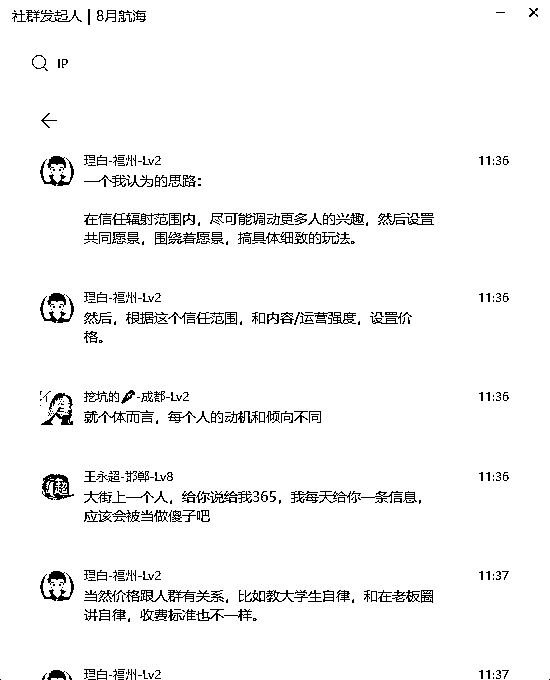 社群发起人 | 8月航海
IP
理白-福州-Lv2 11:36
一个我认为的思路：
在信任辐射范围内，尽可能调动更多人的兴趣，然后设置
共同愿景，围绕着愿景，搞具体细致的玩法。
理白-福州-Lv2 11:36
然后，根据这个信任范围，和内容/运营强度，设置价
格。
挖坑的🥕-成都-Lv2 11:36
就个体而言，每个人的动机和倾向不同
王永超-邯郸-Lv8 11:36
大街上一个人，给你说给我365，我每天给你一条信息，
应该会被当做傻子吧
理白-福州-Lv2 11:37
当然价格跟人群有关系，比如教大学生自律，和在老板圈
讲自律，收费标准也不一样。
理白-福州-Lv2 11:37